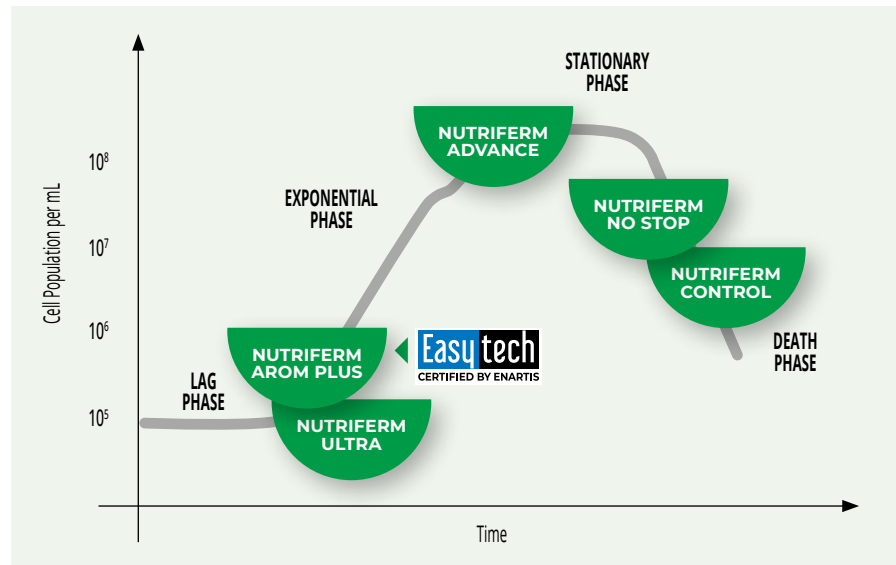 STATIONARY
PHASE
NUTRIFERM
ADVANCE
10⁸
EXPONENTIAL
PHASE
NUTRIFERM
NO STOP
10⁷
NUTRIFERM
CONTROL
Cell Population per mL
10⁶
Easytech
CERTIFIED BY ENARTIS
DEATH
PHASE
NUTRIFERM
AROM PLUS
LAG
PHASE
10⁵
NUTRIFERM
ULTRA
Time